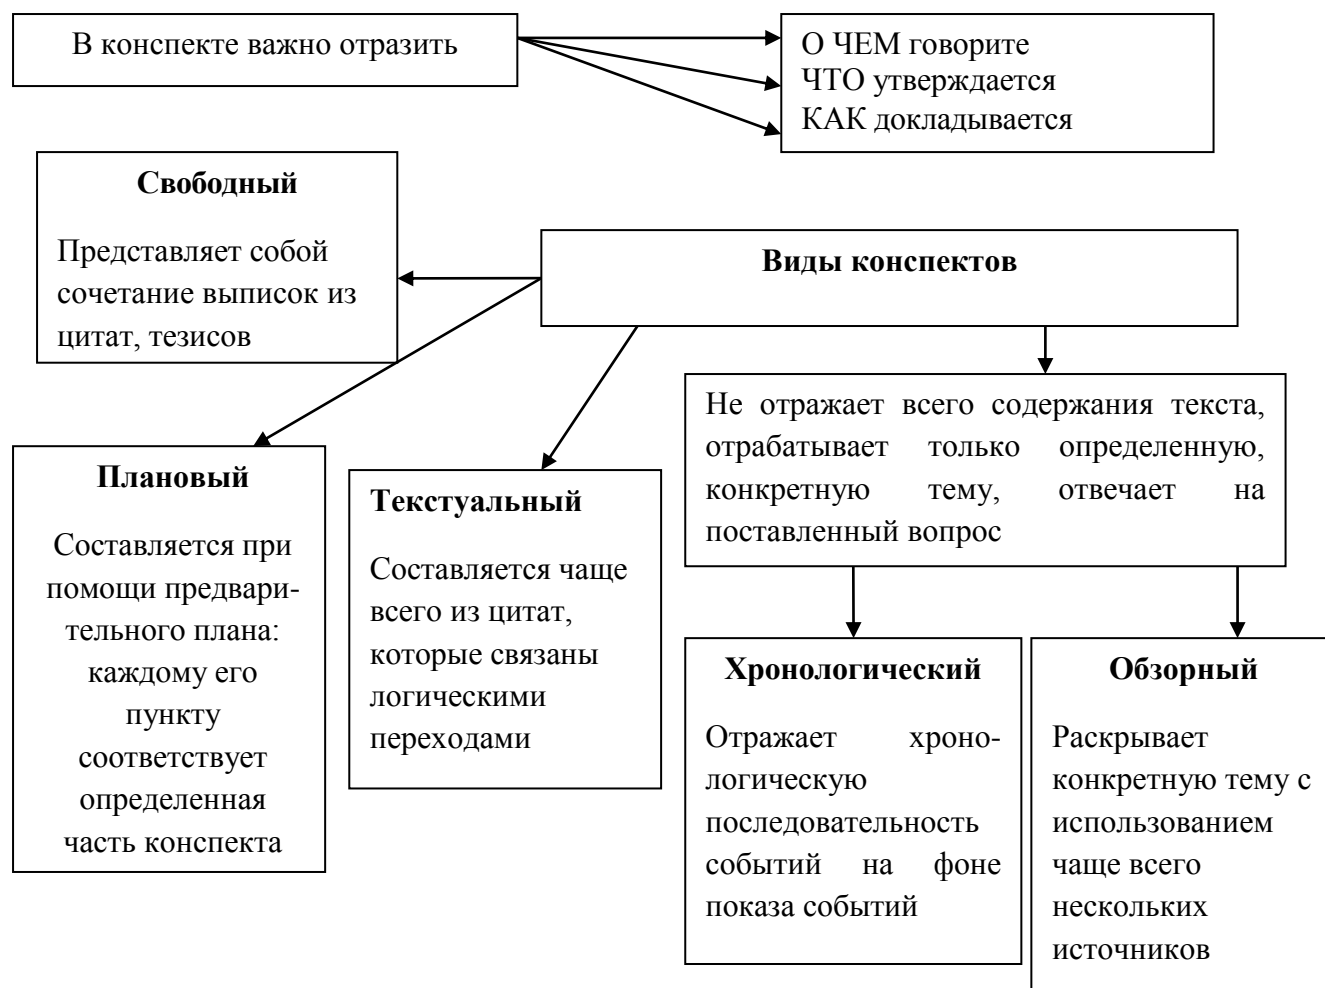 В конспекте важно отразить
О ЧЕМ говорите
ЧТО утверждается
КАК докладывается
Свободный
Представляет собой
сочетание выписок из
цитат, тезисов
Виды конспектов
Не отражает всего содержания текста,
отрабатывает только определенную,
конкретную тему, отвечает на
поставленный вопрос
Плановый
Составляется при
помощи предвари-
тельного плана:
каждому его
пункту
соответствует
определенная
часть конспекта
Текстуальный
Составляется чаще
всего из цитат,
которые связаны
логическими
переходами
Хронологический
Отражает хроно-
логическую
последовательность
событий на фоне
показа событий
Обзорный
Раскрывает
конкретную тему с
использованием
чаще всего
нескольких
источников